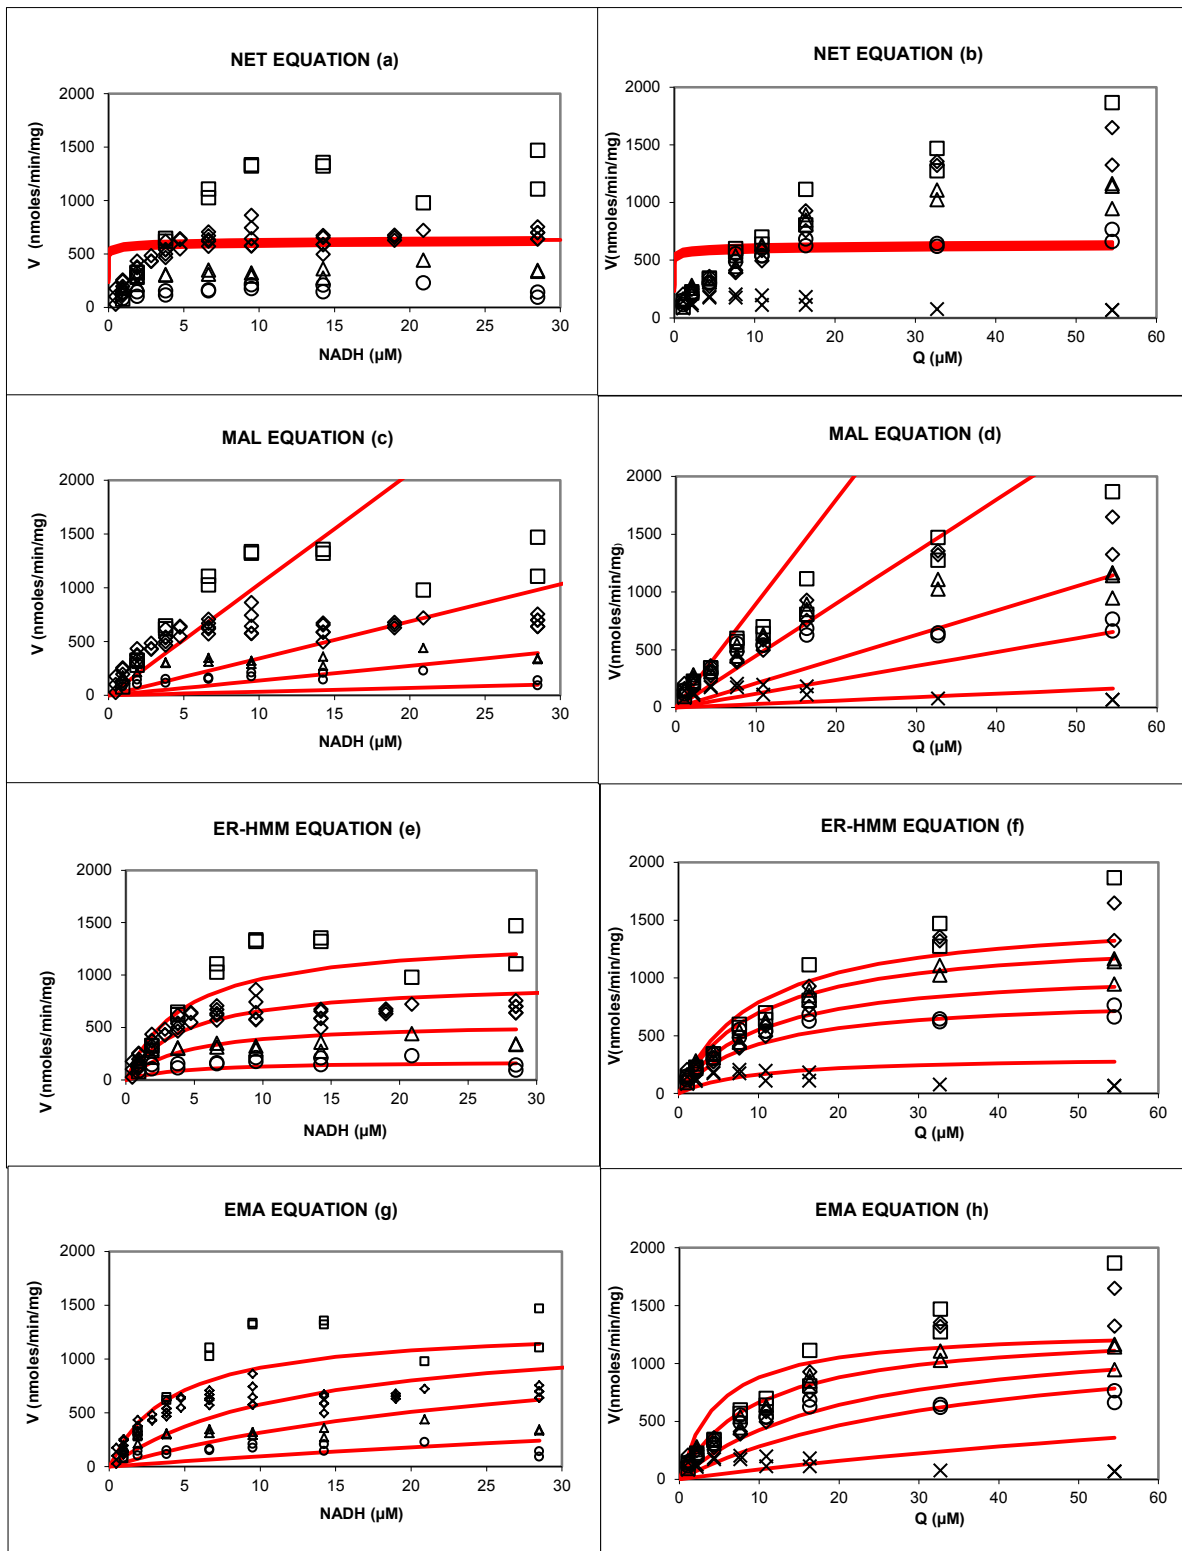 NET EQUATION (a)
V (nmoles/min/mg)
2000
1500
1000
500
0
0 5 10 15 20 25 30
NADH (µM)
NET EQUATION (b)
V(nmoles/min/mg)
2000
1500
1000
500
0
0 10 20 30 40 50 60
Q (µM)
MAL EQUATION (c)
V (nmoles/min/mg)
2000
1500
1000
500
0
0 5 10 15 20 25 30
NADH (µM)
MAL EQUATION (d)
V(nmoles/min/mg)
2000
1500
1000
500
0
0 10 20 30 40 50 60
Q (µM)
ER-HMM EQUATION (e)
V (nmoles/min/mg)
2000
1500
1000
500
0
0 5 10 15 20 25 30
NADH (µM)
ER-HMM EQUATION (f)
V(nmoles/min/mg)
2000
1500
1000
500
0
0 10 20 30 40 50 60
Q (µM)
EMA EQUATION (g)
V (nmoles/min/mg)
2000
1500
1000
500
0
0 5 10 15 20 25 30
NADH (µM)
EMA EQUATION (h)
V(nmoles/min/mg)
2000
1500
1000
500
0
0 10 20 30 40 50 60
Q (µM)